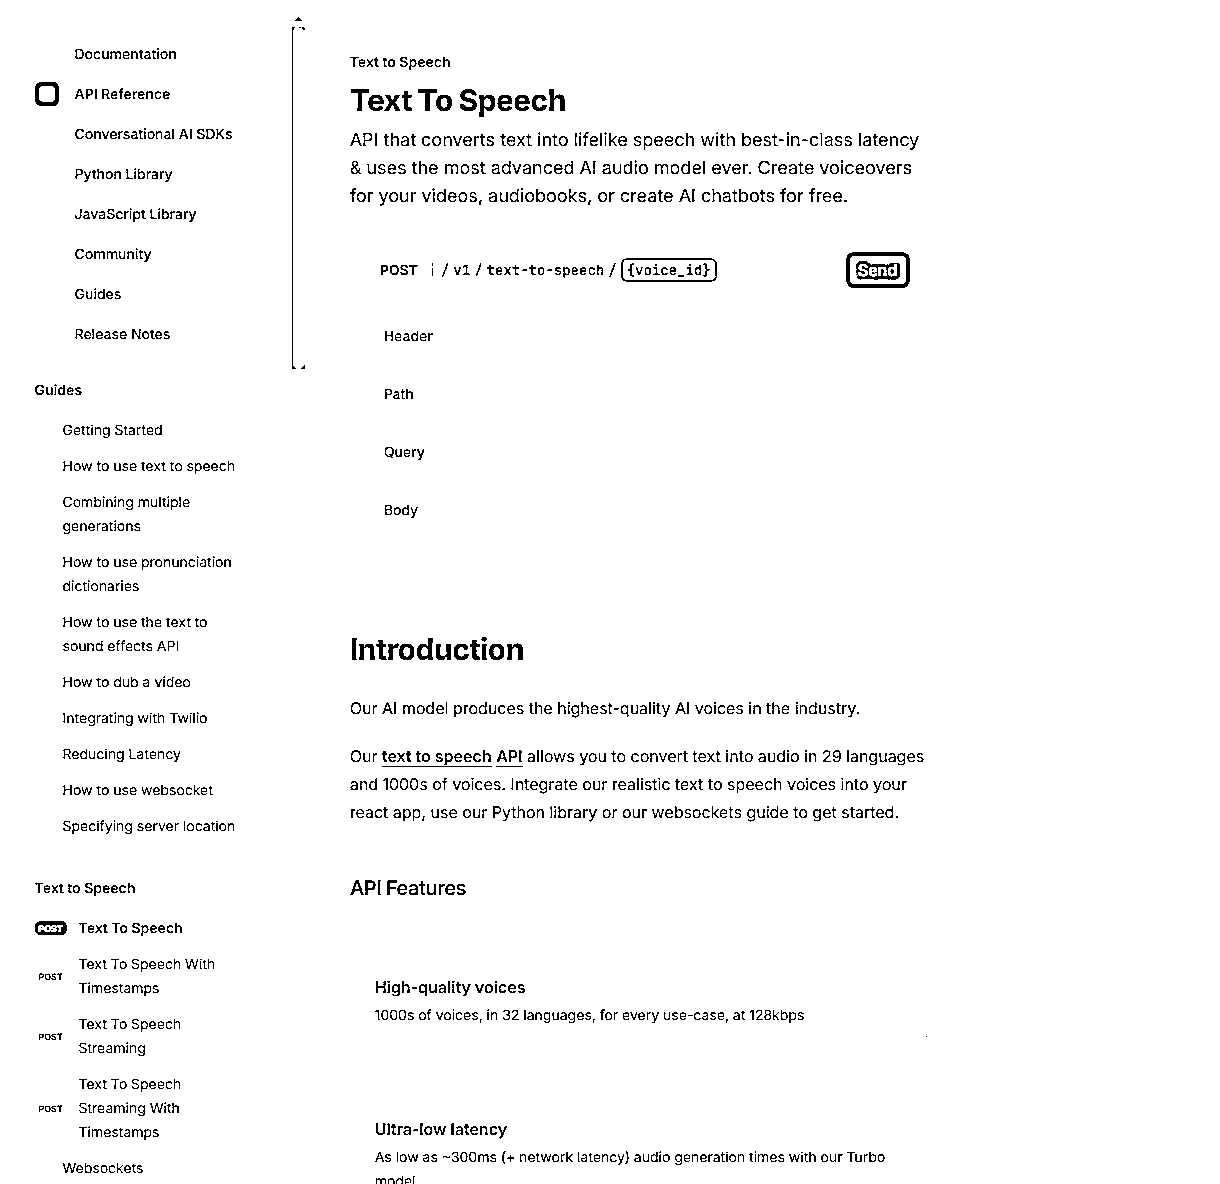 Documentation
API Reference
Conversational AI SDKs
Python Library
JavaScript Library
Community
Guides
Release Notes
Guides
Getting Started
How to use text to speech
Combining multiple
generations
How to use pronunciation
dictionaries
How to use the text to
sound effects API
How to dub a video
Integrating with Twilio
Reducing Latency
How to use websocket
Specifying server location
Text to Speech
POST Text To Speech
POST Text To Speech With
Timestamps
POST Text To Speech
Streaming
POST Text To Speech
Streaming With
Timestamps
Websockets
Text to Speech
Text To Speech
API that converts text into lifelike speech with best-in-class latency
& uses the most advanced AI audio model ever. Create voiceovers
for your videos, audiobooks, or create AI chatbots for free.
POST / v1 / text-to-speech / {voice_id} Send
Header
Path
Query
Body
Introduction
Our AI model produces the highest-quality AI voices in the industry.
Our text to speech API allows you to convert text into audio in 29 languages
and 1000s of voices. Integrate our realistic text to speech voices into your
react app, use our Python library or our websockets guide to get started.
API Features
High-quality voices
1000s of voices, in 32 languages, for every use-case, at 128kbps
Ultra-low latency
As low as ~300ms (+ network latency) audio generation times with our Turbo
model